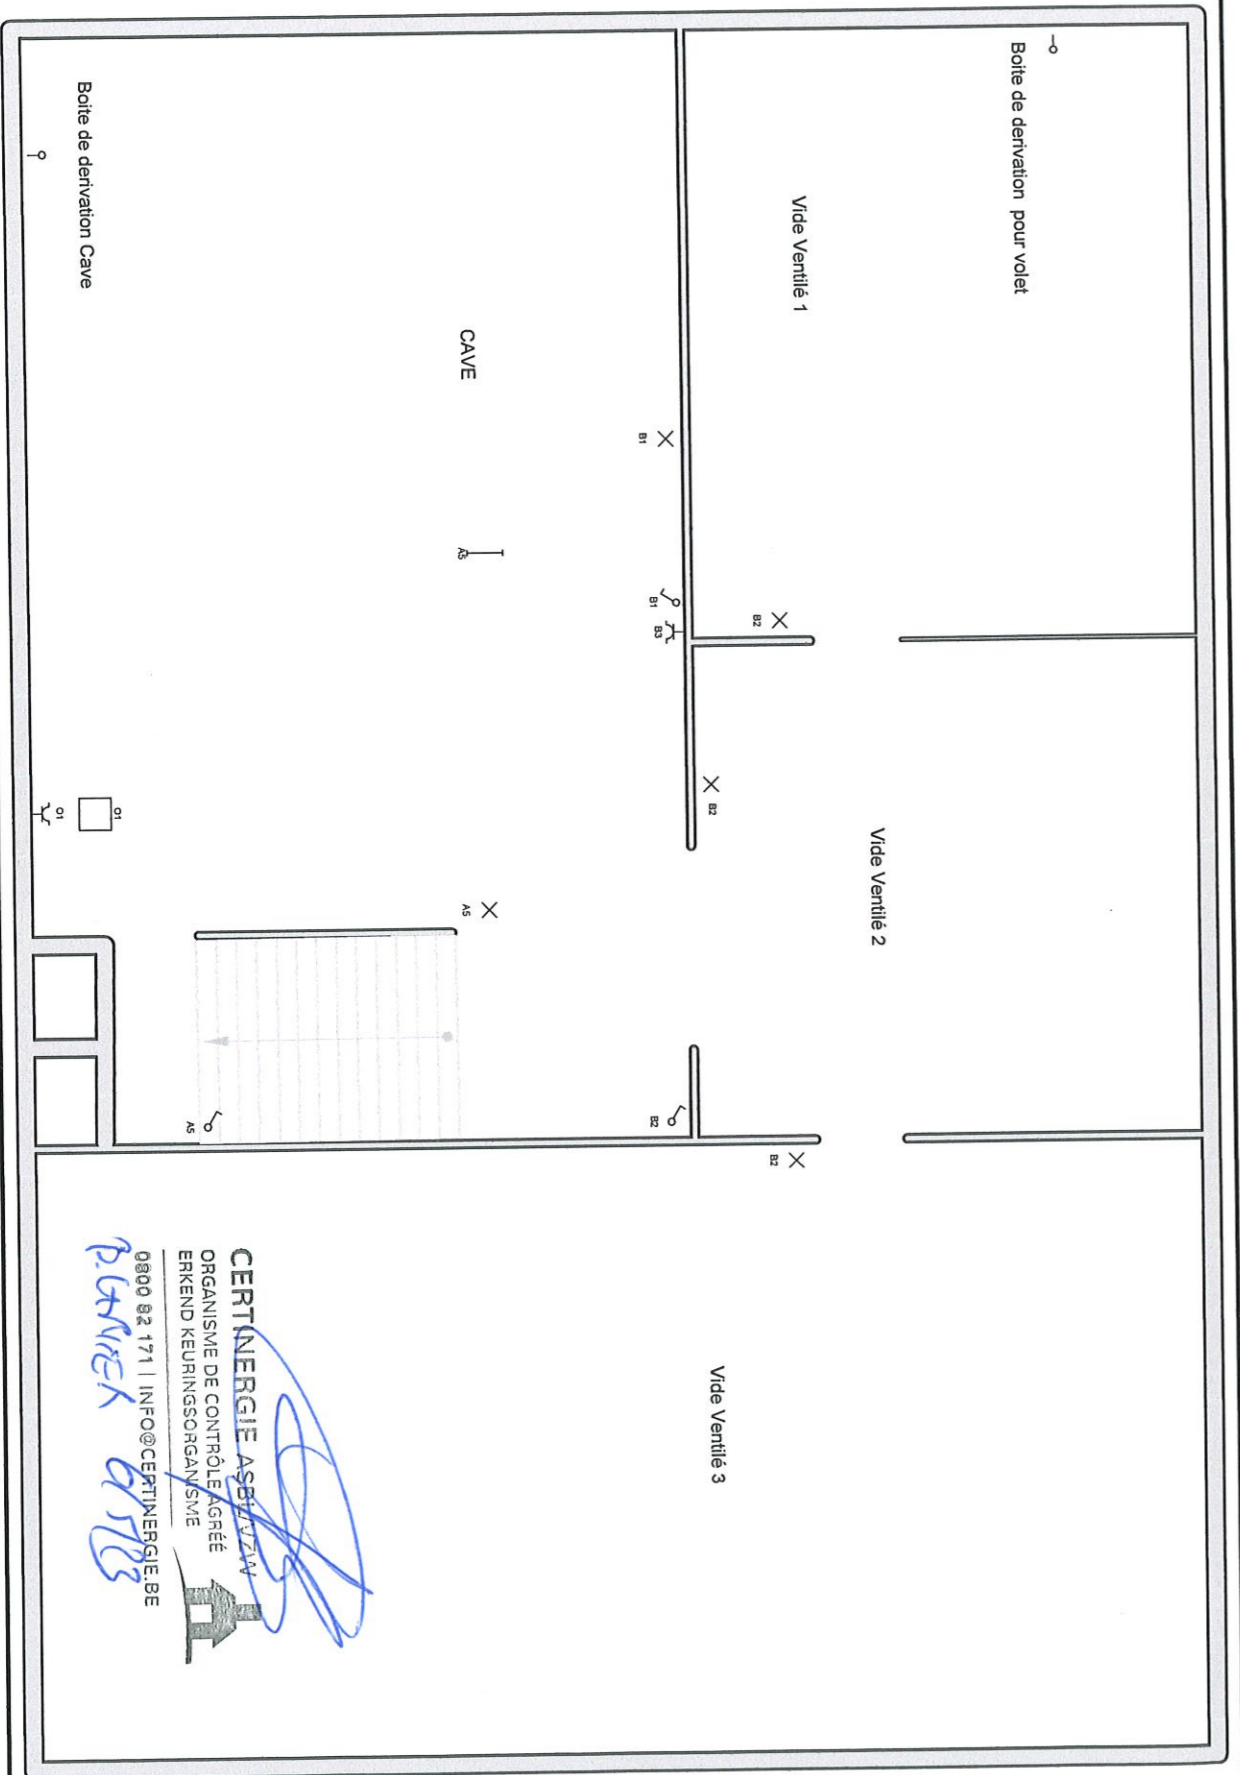 Boite de derivation pour volet
Vide Ventilé 1
B2
Vide Ventilé 2
B2
B2
Vide Ventilé 3
B1
B1
B3
B2
CAVE
A5
A5
A5
Boite de derivation Cave
O1
O1
CERTINERGIE ASBL/VZW
ORGANISME DE CONTRÔLE AGRÉÉ
ERKEND KEURINGSORGANISME
0800 82 171 | INFO@CERTINERGIE.BE